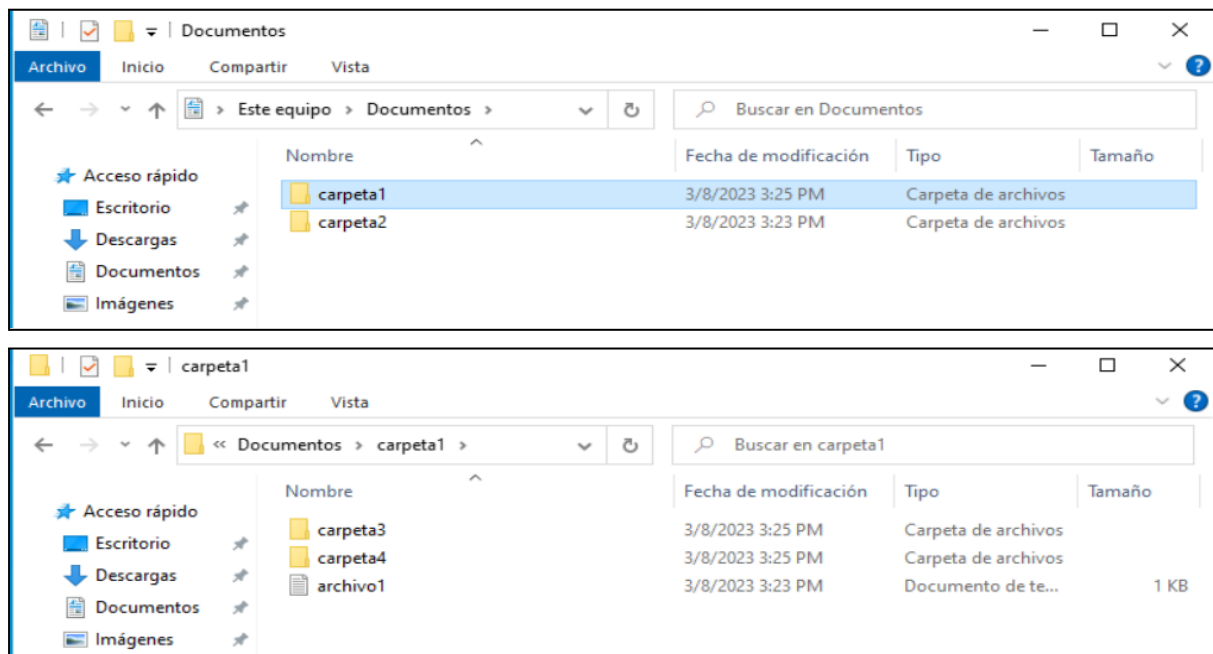 Documentos
Archivo Inicio Compartir Vista
Este equipo > Documentos > Buscar en Documentos
Nombre Fecha de modificación Tipo Tamaño
Acceso rápido
carpeta1 3/8/2023 3:25 PM Carpeta de archivos
Escritorio
carpeta2 3/8/2023 3:23 PM Carpeta de archivos
Descargas
Documentos
Imágenes
carpeta1
Archivo Inicio Compartir Vista
« Documentos > carpeta1 > Buscar en carpeta1
Nombre Fecha de modificación Tipo Tamaño
Acceso rápido
carpeta3 3/8/2023 3:25 PM Carpeta de archivos
Escritorio
carpeta4 3/8/2023 3:25 PM Carpeta de archivos
Descargas
archivo1 3/8/2023 3:23 PM Documento de te... 1 KB
Documentos
Imágenes